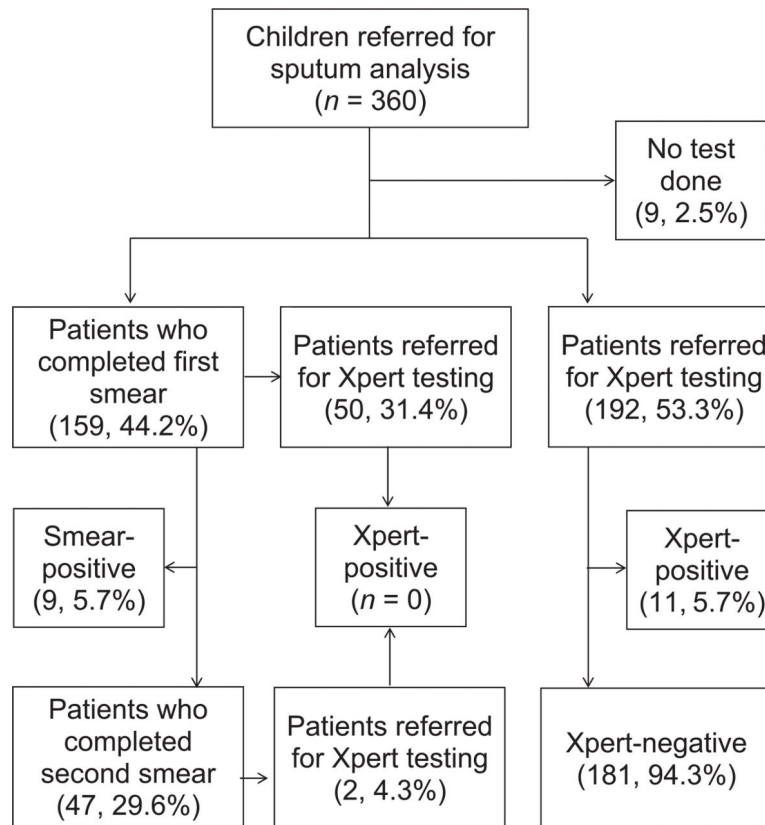 Children referred for
sputum analysis
(n = 360)
No test
done
(9, 2.5%)
Patients who
completed first
smear
(159, 44.2%)
Patients referred
for Xpert testing
(50, 31.4%)
Patients referred
for Xpert testing
(192, 53.3%)
Smear-
positive
(9, 5.7%)
Xpert-
positive
(n = 0)
Xpert-
positive
(11, 5.7%)
Patients who
completed
second smear
(47, 29.6%)
Patients referred
for Xpert testing
(2, 4.3%)
Xpert-negative
(181, 94.3%)